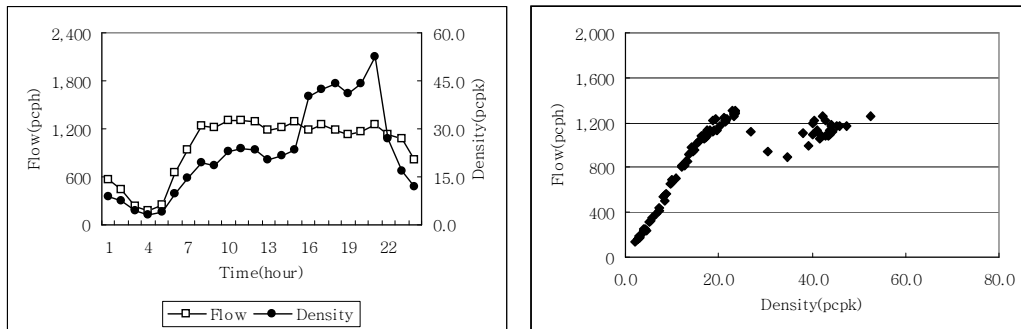 2,400
1,800
1,200
600
0
Flow(pcph)
60.0
45.0
30.0
15.0
0.0
Density(pcpk)
1 4 7 10 13 16 19 22
Time(hour)
Flow Density
2,000
1,600
1,200
800
400
0
Flow(pcph)
0.0 20.0 40.0 60.0 80.0
Density(pcpk)